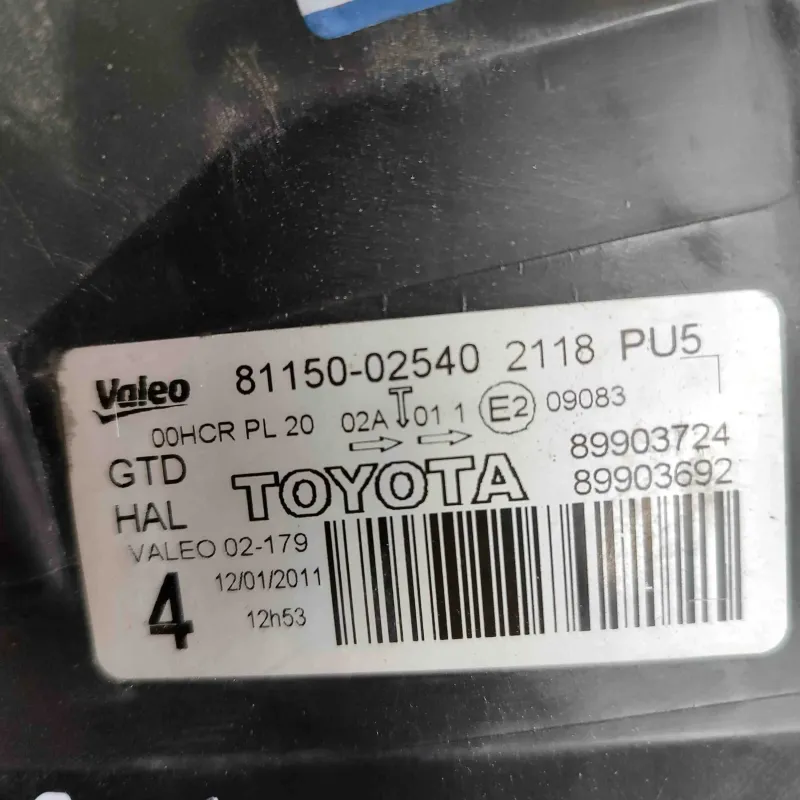 Valeo 81150-02540 2118 PU5
00HCR PL 20 02A 01 1 E2 09083
GTD 89903724
HAL TOYOTA 89903692
VALEO 02-179
4 12/01/2011
12h53